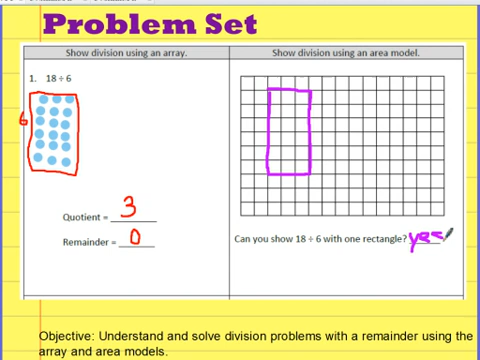 Problem Set
Show division using an array.
Show division using an area model.
1. 18 ÷ 6
6
Quotient = 3
Remainder = 0
Can you show 18 ÷ 6 with one rectangle? yes
Objective: Understand and solve division problems with a remainder using the
array and area models.